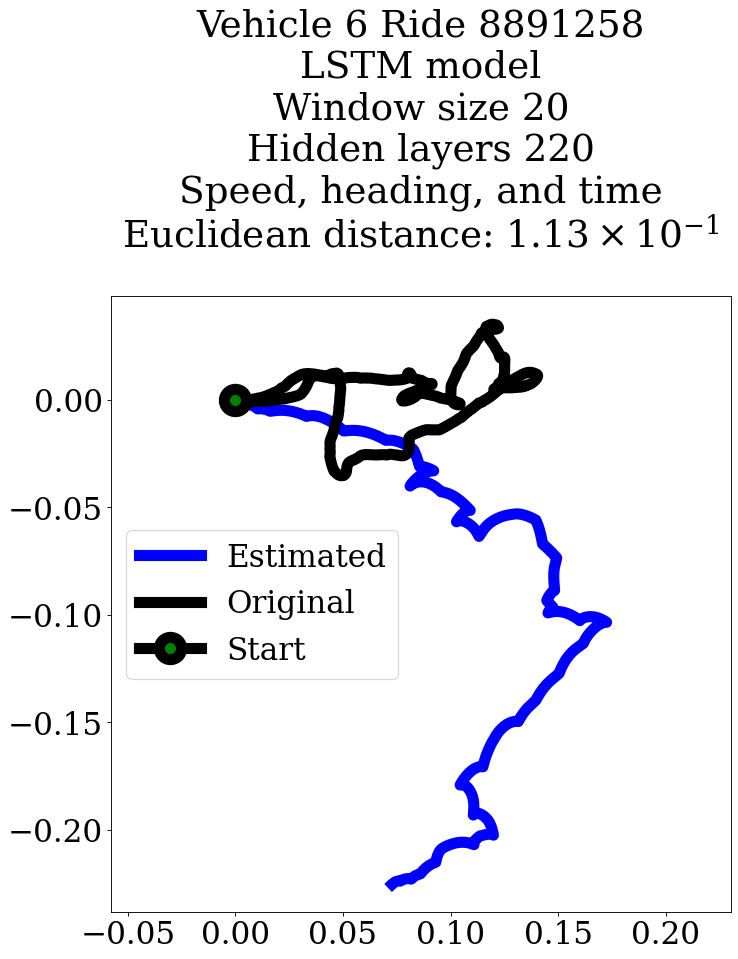 Vehicle 6 Ride 8891258
LSTM model
Window size 20
Hidden layers 220
Speed, heading, and time
Euclidean distance: 1.13 × 10⁻¹
0.00
−0.05
−0.10
−0.15
−0.20
Estimated
Original
Start
−0.05 0.00 0.05 0.10 0.15 0.20